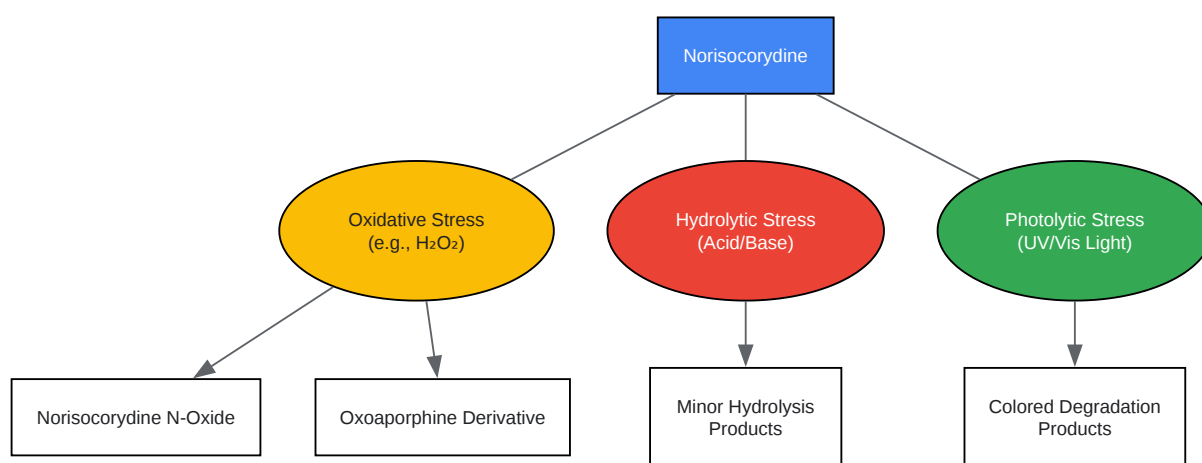 Norisocorydine
Oxidative Stress
(e.g., H₂O₂)
Hydrolytic Stress
(Acid/Base)
Photolytic Stress
(UV/Vis Light)
Norisocorydine N-Oxide
Oxoaporphine Derivative
Minor Hydrolysis
Products
Colored Degradation
Products